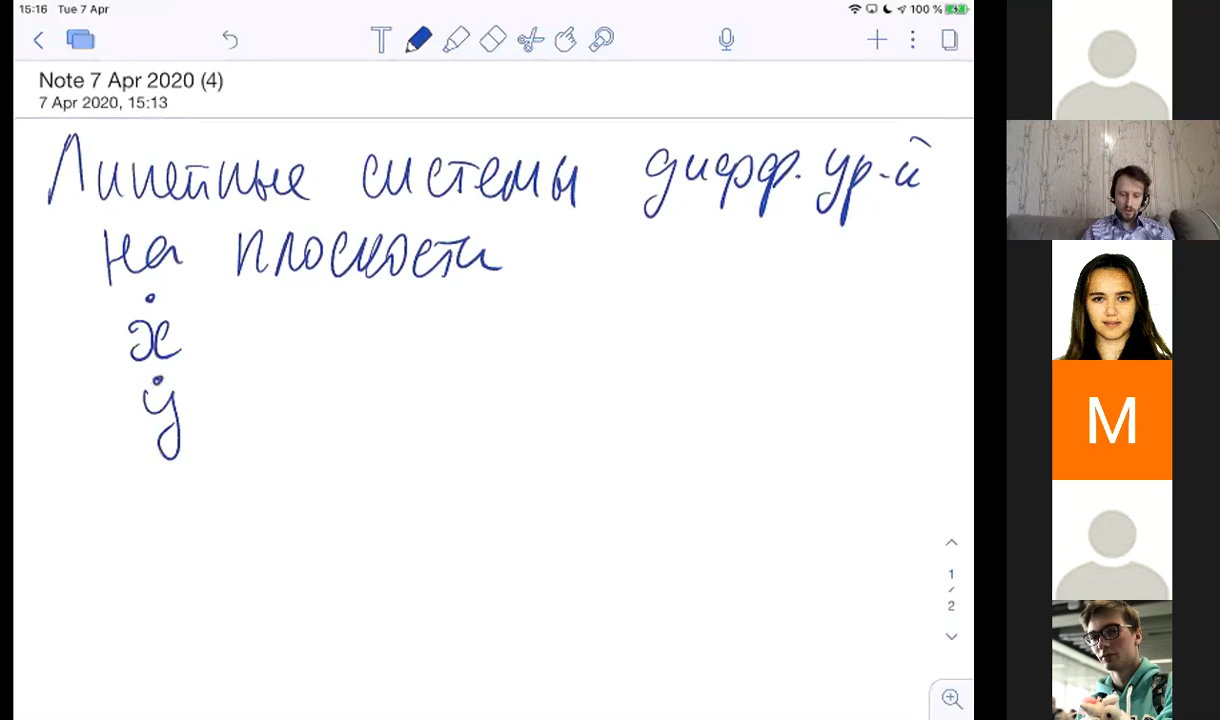 15:16 Tue 7 Apr 100 %
T
Note 7 Apr 2020 (4)
7 Apr 2020, 15:13
Линейные системы дифф. ур-й
на плоскости
ẋ
ẏ
1
/
2
M